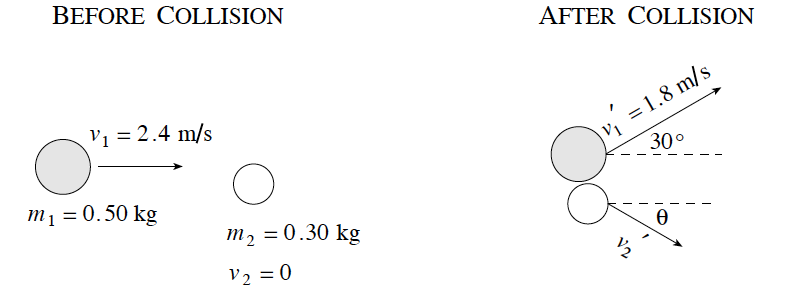 BEFORE COLLISION
AFTER COLLISION
v₁ = 2.4 m/s
m₁ = 0.50 kg
m₂ = 0.30 kg
v₂ = 0
v₁′ = 1.8 m/s
30°
θ
v₂′